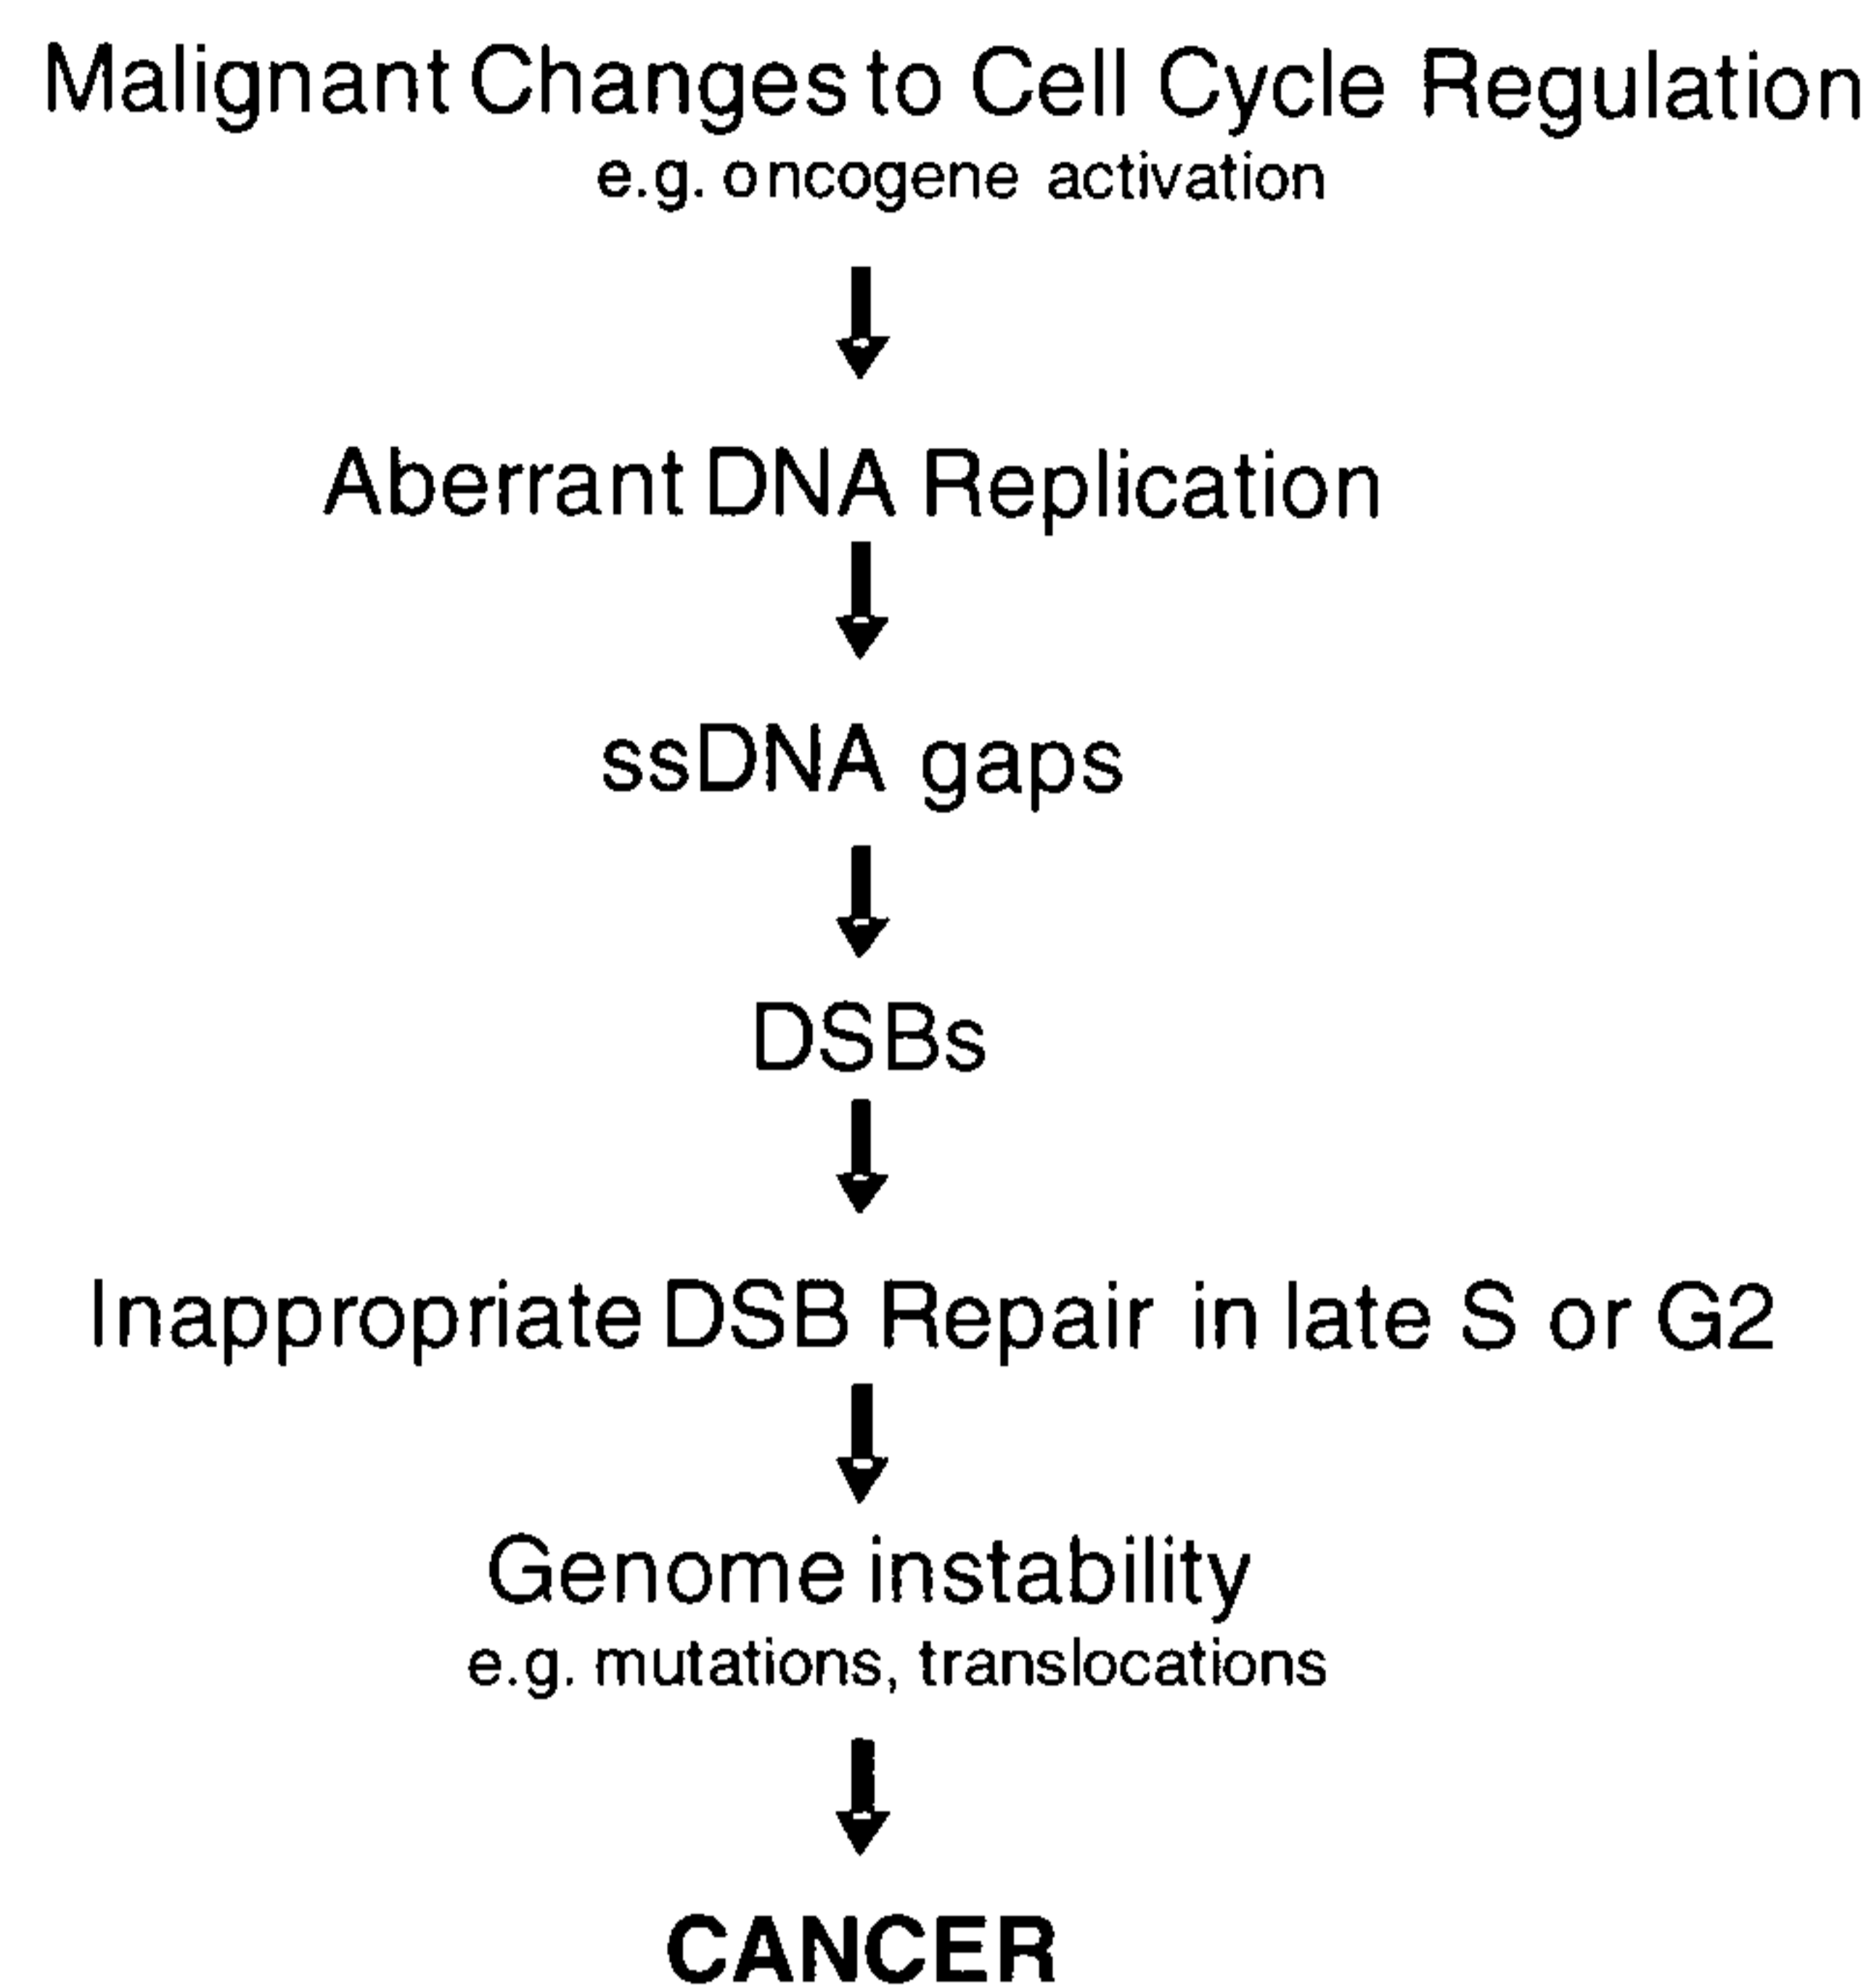 Malignant Changes to Cell Cycle Regulation
e.g. oncogene activation
Aberrant DNA Replication
ssDNA gaps
DSBs
Inappropriate DSB Repair in late S or G2
Genome instability
e.g. mutations, translocations
CANCER